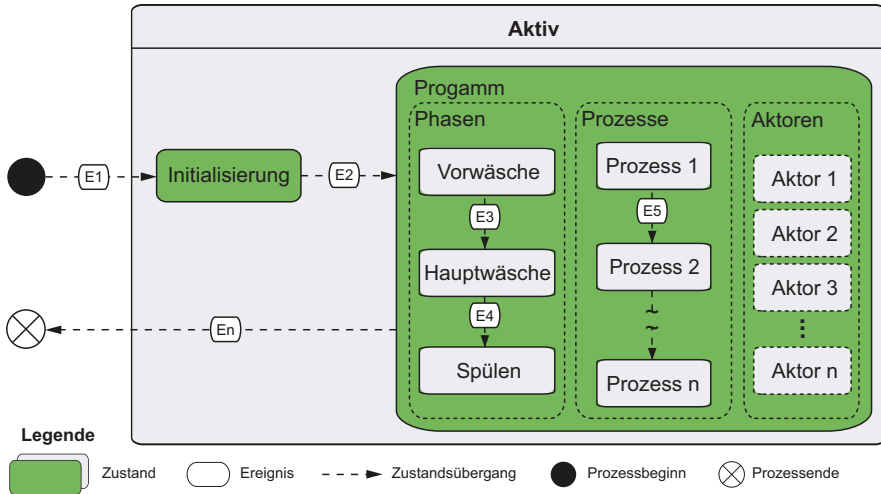 Aktiv
Progamm
Phasen
Prozesse
Aktoren
E1
Initialisierung
E2
Vorwäsche
E3
Hauptwäsche
E4
Spülen
Prozess 1
E5
Prozess 2
Prozess n
Aktor 1
Aktor 2
Aktor 3
Aktor n
En
Legende
Zustand
Ereignis
Zustandsübergang
Prozessbeginn
Prozessende